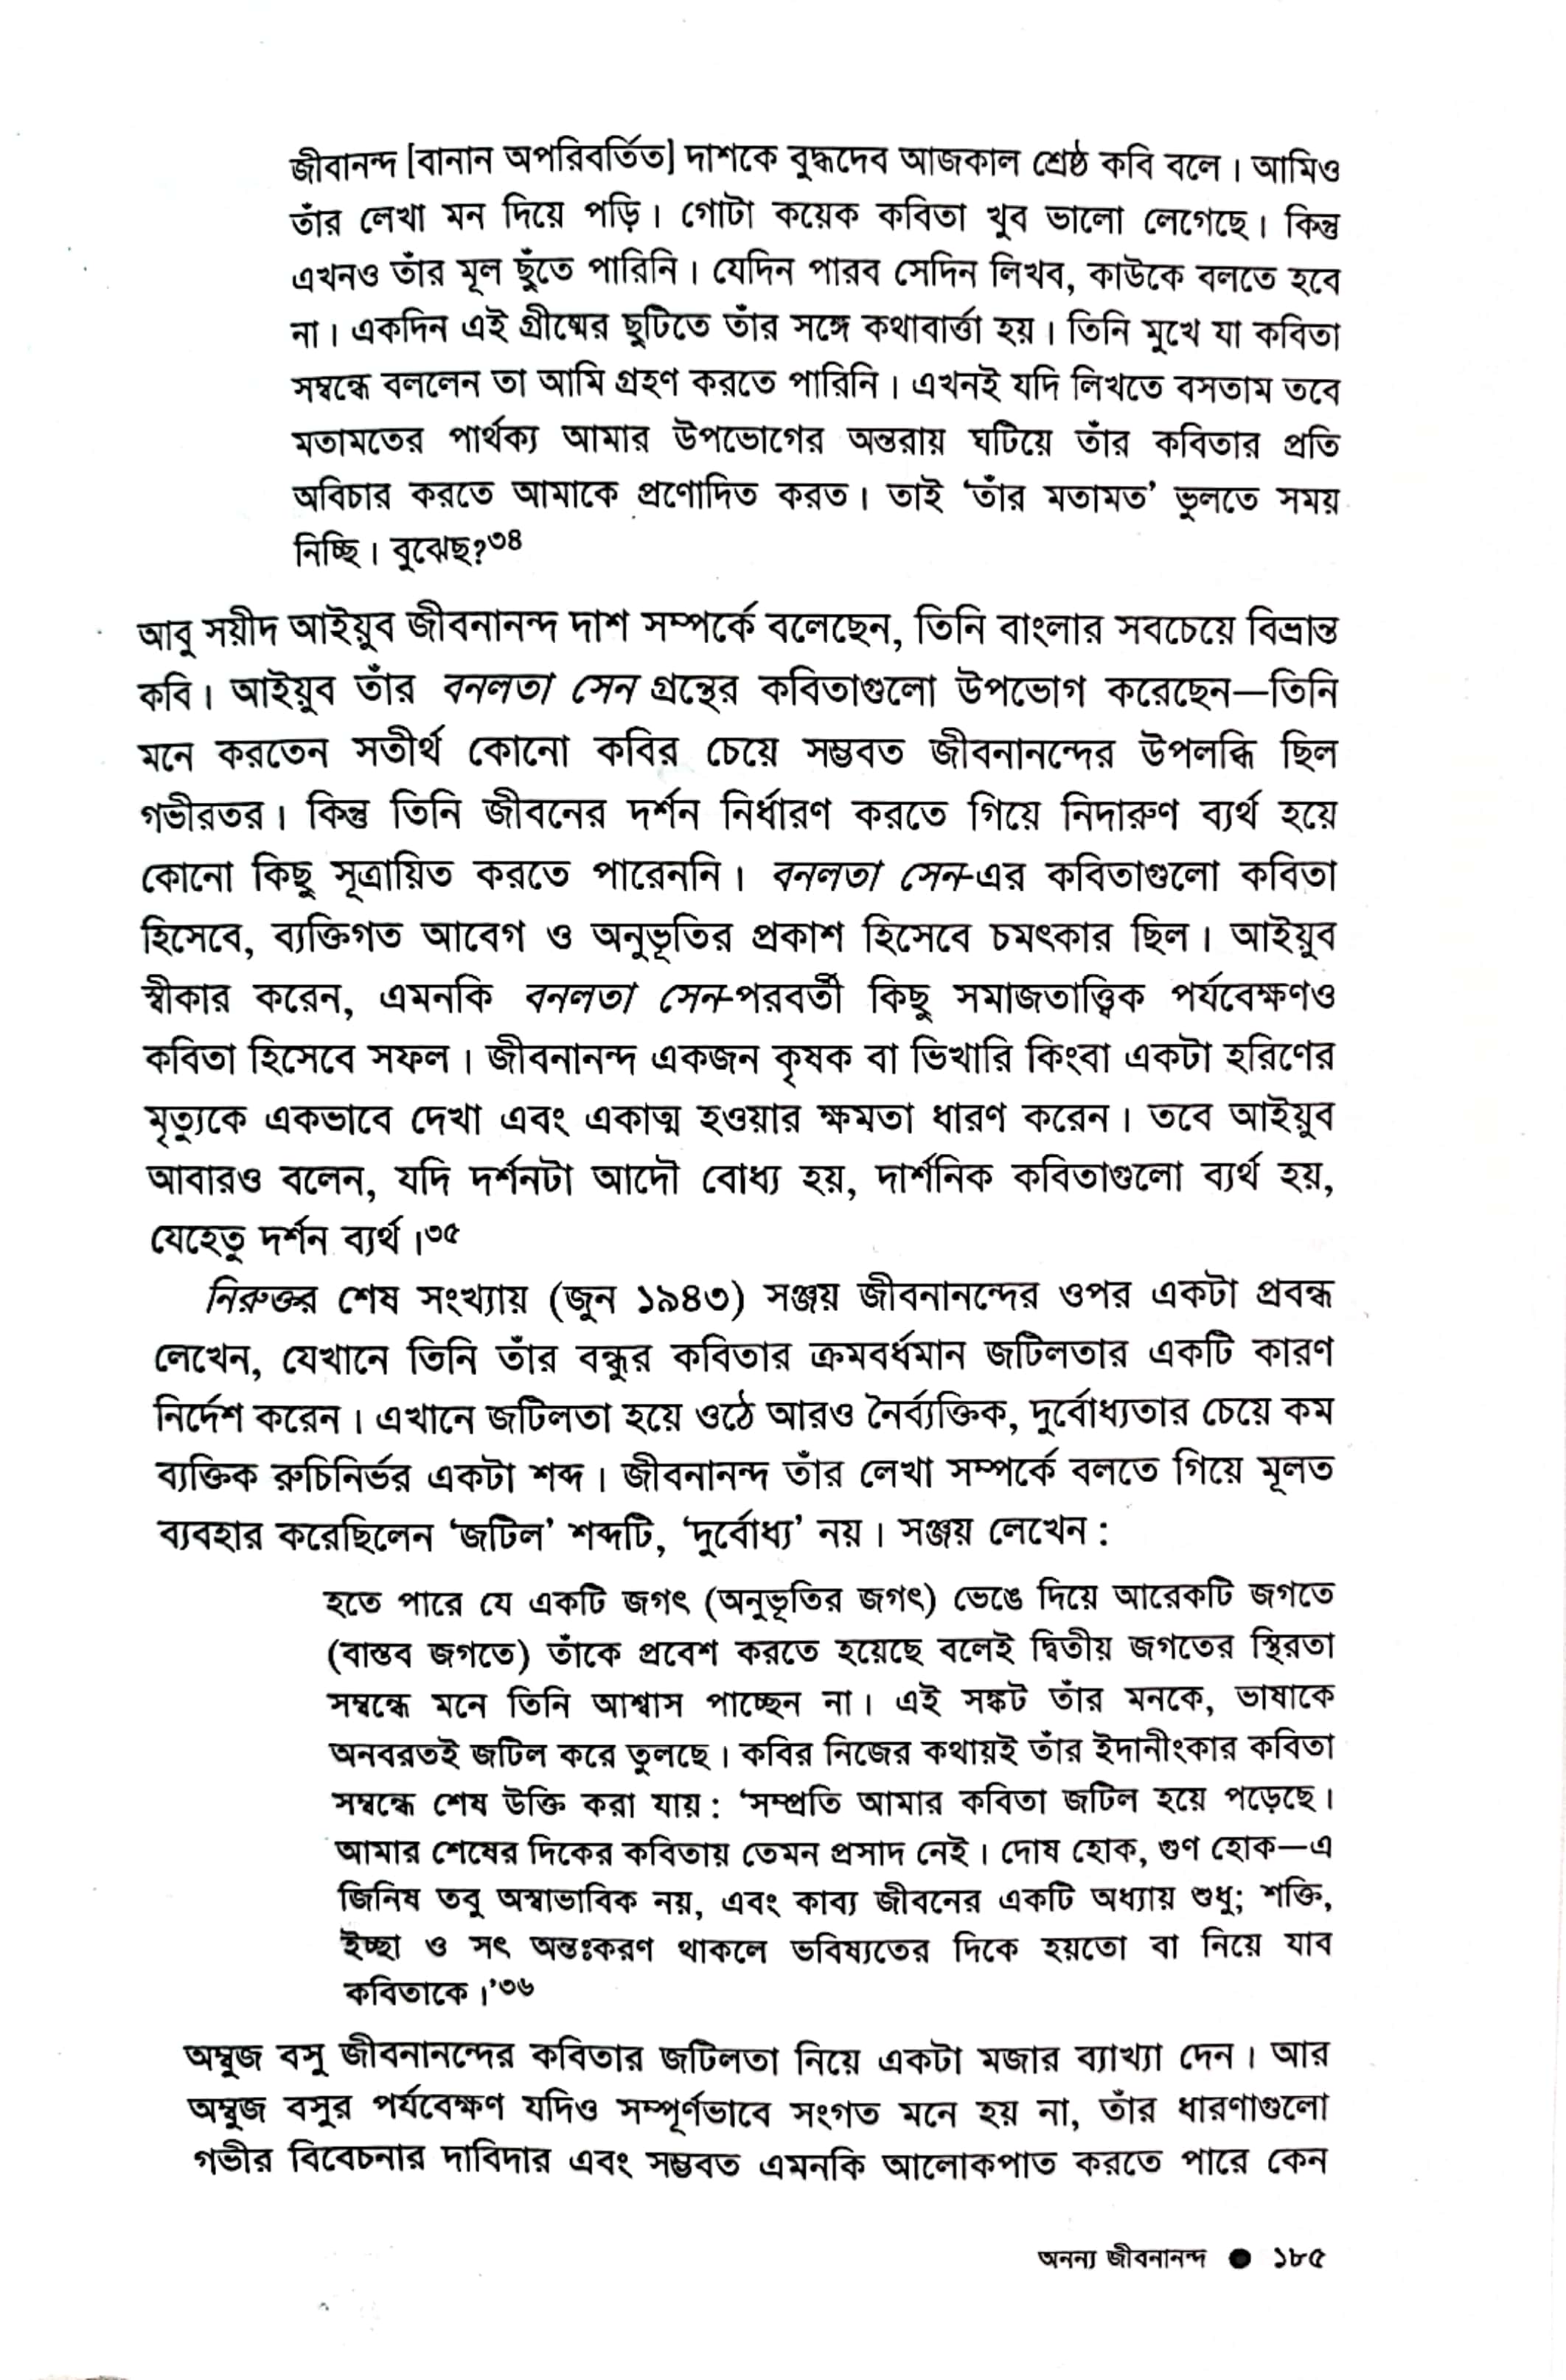 জীবানন্দ [বানান অপরিবর্তিত] দাশকে বুদ্ধদেব আজকাল শ্রেষ্ঠ কবি বলে। আমিও
তাঁর লেখা মন দিয়ে পড়ি। গোটা কয়েক কবিতা খুব ভালো লেগেছে। কিন্তু
এখনও তাঁর মূল ছুঁতে পারিনি। যেদিন পারব সেদিন লিখব, কাউকে বলতে হবে
না। একদিন এই গ্রীষ্মের ছুটিতে তাঁর সঙ্গে কথাবার্ত্তা হয়। তিনি মুখে যা কবিতা
সম্বন্ধে বললেন তা আমি গ্রহণ করতে পারিনি। এখনই যদি লিখতে বসতাম তবে
মতামতের পার্থক্য আমার উপভোগের অন্তরায় ঘটিয়ে তাঁর কবিতার প্রতি
অবিচার করতে আমাকে প্রণোদিত করত। তাই ‘তাঁর মতামত’ ভুলতে সময়
নিচ্ছি। বুঝেছ?৩৪
আবু সয়ীদ আইয়ুব জীবনানন্দ দাশ সম্পর্কে বলেছেন, তিনি বাংলার সবচেয়ে বিভ্রান্ত
কবি। আইয়ুব তাঁর বনলতা সেন গ্রন্থের কবিতাগুলো উপভোগ করেছেন—তিনি
মনে করতেন সতীর্থ কোনো কবির চেয়ে সম্ভবত জীবনানন্দের উপলব্ধি ছিল
গভীরতর। কিন্তু তিনি জীবনের দর্শন নির্ধারণ করতে গিয়ে নিদারুণ ব্যর্থ হয়ে
কোনো কিছু সূত্রায়িত করতে পারেননি। বনলতা সেন-এর কবিতাগুলো কবিতা
হিসেবে, ব্যক্তিগত আবেগ ও অনুভূতির প্রকাশ হিসেবে চমৎকার ছিল। আইয়ুব
স্বীকার করেন, এমনকি বনলতা সেন-পরবর্তী কিছু সমাজতাত্ত্বিক পর্যবেক্ষণও
কবিতা হিসেবে সফল। জীবনানন্দ একজন কৃষক বা ভিখারি কিংবা একটা হরিণের
মৃত্যুকে একভাবে দেখা এবং একাত্ম হওয়ার ক্ষমতা ধারণ করেন। তবে আইয়ুব
আবারও বলেন, যদি দর্শনটা আদৌ বোধ্য হয়, দার্শনিক কবিতাগুলো ব্যর্থ হয়,
যেহেতু দর্শন ব্যর্থ।৩৫
নিরুক্তর শেষ সংখ্যায় (জুন ১৯৪৩) সঞ্জয় জীবনানন্দের ওপর একটা প্রবন্ধ
লেখেন, যেখানে তিনি তাঁর বন্ধুর কবিতার ক্রমবর্ধমান জটিলতার একটি কারণ
নির্দেশ করেন। এখানে জটিলতা হয়ে ওঠে আরও নৈর্ব্যক্তিক, দুর্বোধ্যতার চেয়ে কম
ব্যক্তিক রুচিনির্ভর একটা শব্দ। জীবনানন্দ তাঁর লেখা সম্পর্কে বলতে গিয়ে মূলত
ব্যবহার করেছিলেন ‘জটিল’ শব্দটি, ‘দুর্বোধ্য’ নয়। সঞ্জয় লেখেন :
হতে পারে যে একটি জগৎ (অনুভূতির জগৎ) ভেঙে দিয়ে আরেকটি জগতে
(বাস্তব জগতে) তাঁকে প্রবেশ করতে হয়েছে বলেই দ্বিতীয় জগতের স্থিরতা
সম্বন্ধে মনে তিনি আশ্বাস পাচ্ছেন না। এই সঙ্কট তাঁর মনকে, ভাষাকে
অনবরতই জটিল করে তুলছে। কবির নিজের কথায়ই তাঁর ইদানীংকার কবিতা
সম্বন্ধে শেষ উক্তি করা যায় : ‘সম্প্রতি আমার কবিতা জটিল হয়ে পড়েছে।
আমার শেষের দিকের কবিতায় তেমন প্রসাদ নেই। দোষ হোক, গুণ হোক—এ
জিনিষ তবু অস্বাভাবিক নয়, এবং কাব্য জীবনের একটি অধ্যায় শুধু; শক্তি,
ইচ্ছা ও সৎ অন্তঃকরণ থাকলে ভবিষ্যতের দিকে হয়তো বা নিয়ে যাব
কবিতাকে।’৩৬
অম্বুজ বসু জীবনানন্দের কবিতার জটিলতা নিয়ে একটা মজার ব্যাখ্যা দেন। আর
অম্বুজ বসুর পর্যবেক্ষণ যদিও সম্পূর্ণভাবে সংগত মনে হয় না, তাঁর ধারণাগুলো
গভীর বিবেচনার দাবিদার এবং সম্ভবত এমনকি আলোকপাত করতে পারে কেন
অনন্য জীবনানন্দ ● ১৮৫